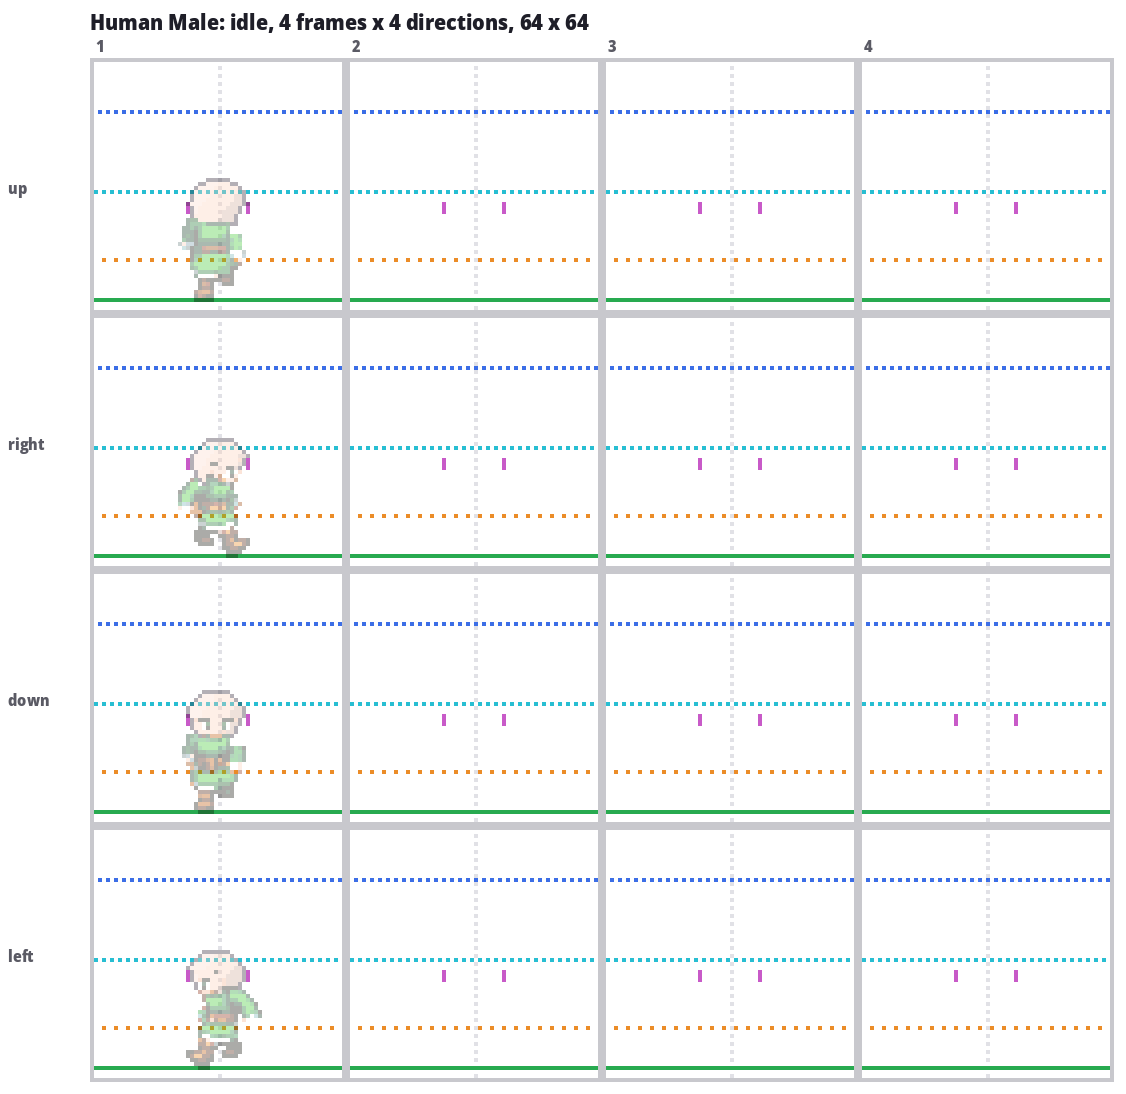 Human Male: idle, 4 frames x 4 directions, 64 x 64
1 2 3 4
up
right
down
left